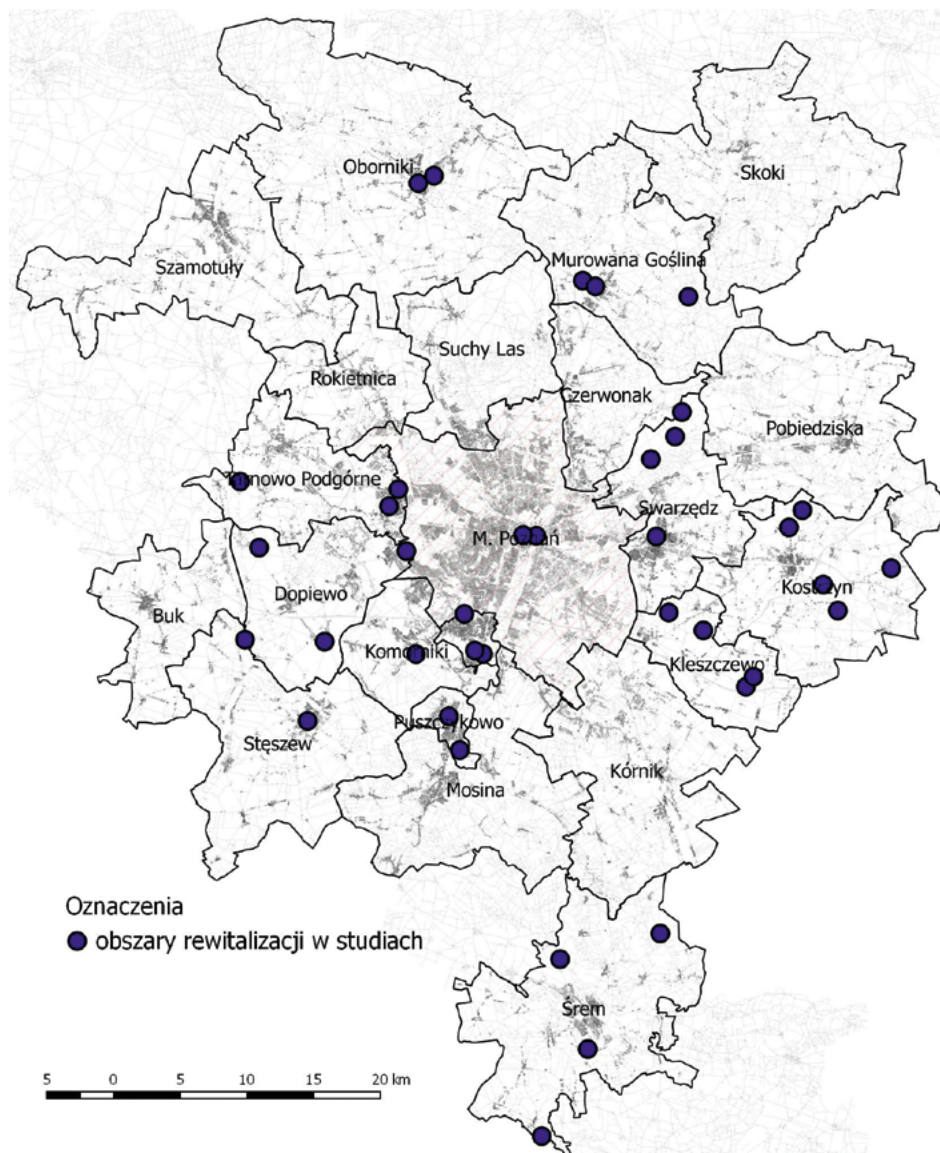 Oborniki
Skoki
Szamotuły
Murowana Goślina
Suchy Las
Rokietnica
Czerwonak
Pobiedziska
Tarnowo Podgórne
Swarzędz
M. Poznań
Kostrzyn
Dopiewo
Buk
Komorniki
Kleszczewo
Puszczykowo
Stęszew
Kórnik
Mosina
Oznaczenia
obszary rewitalizacji w studiach
Śrem
5 0 5 10 15 20 km